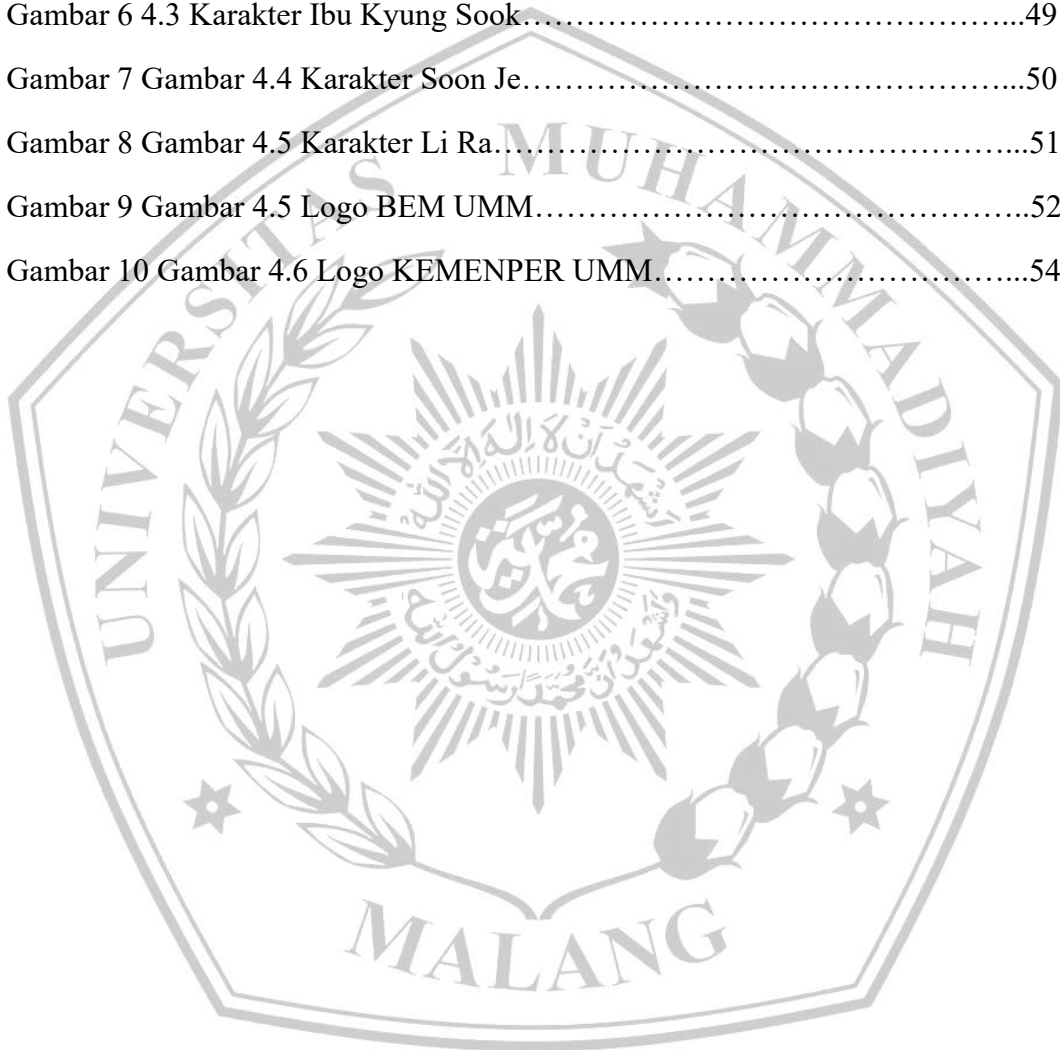 Gambar 6 4.3 Karakter Ibu Kyung Sook…………………………………………...49
Gambar 7 Gambar 4.4 Karakter Soon Je…………………………………………...50
Gambar 8 Gambar 4.5 Karakter Li Ra……………………………………………...51
Gambar 9 Gambar 4.5 Logo BEM UMM…………………………………………..52
Gambar 10 Gambar 4.6 Logo KEMENPER UMM………………………………...54
UNIVERSITAS MUHAMMADIYAH
MALANG